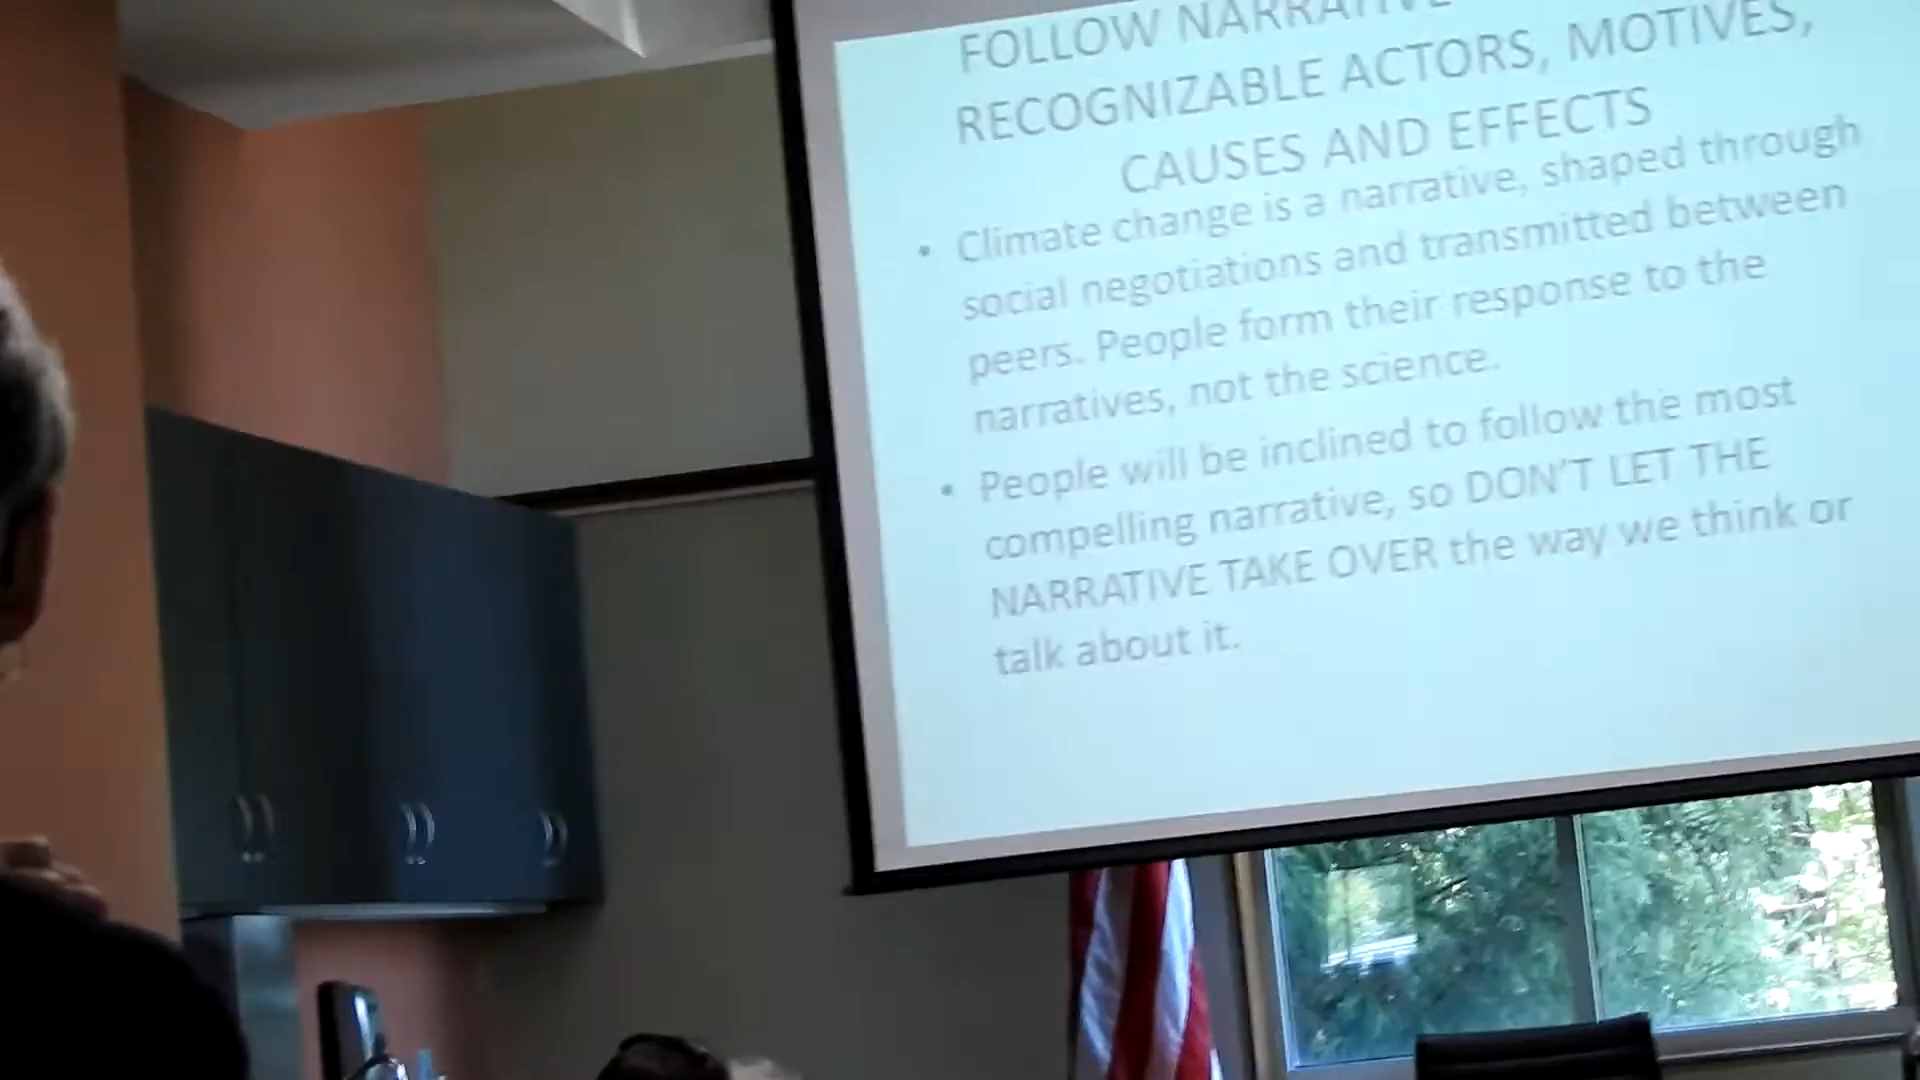 FOLLOW NARRATIVE
RECOGNIZABLE ACTORS, MOTIVES,
CAUSES AND EFFECTS
• Climate change is a narrative, shaped through
social negotiations and transmitted between
peers. People form their response to the
narratives, not the science.
• People will be inclined to follow the most
compelling narrative, so DON'T LET THE
NARRATIVE TAKE OVER the way we think or
talk about it.